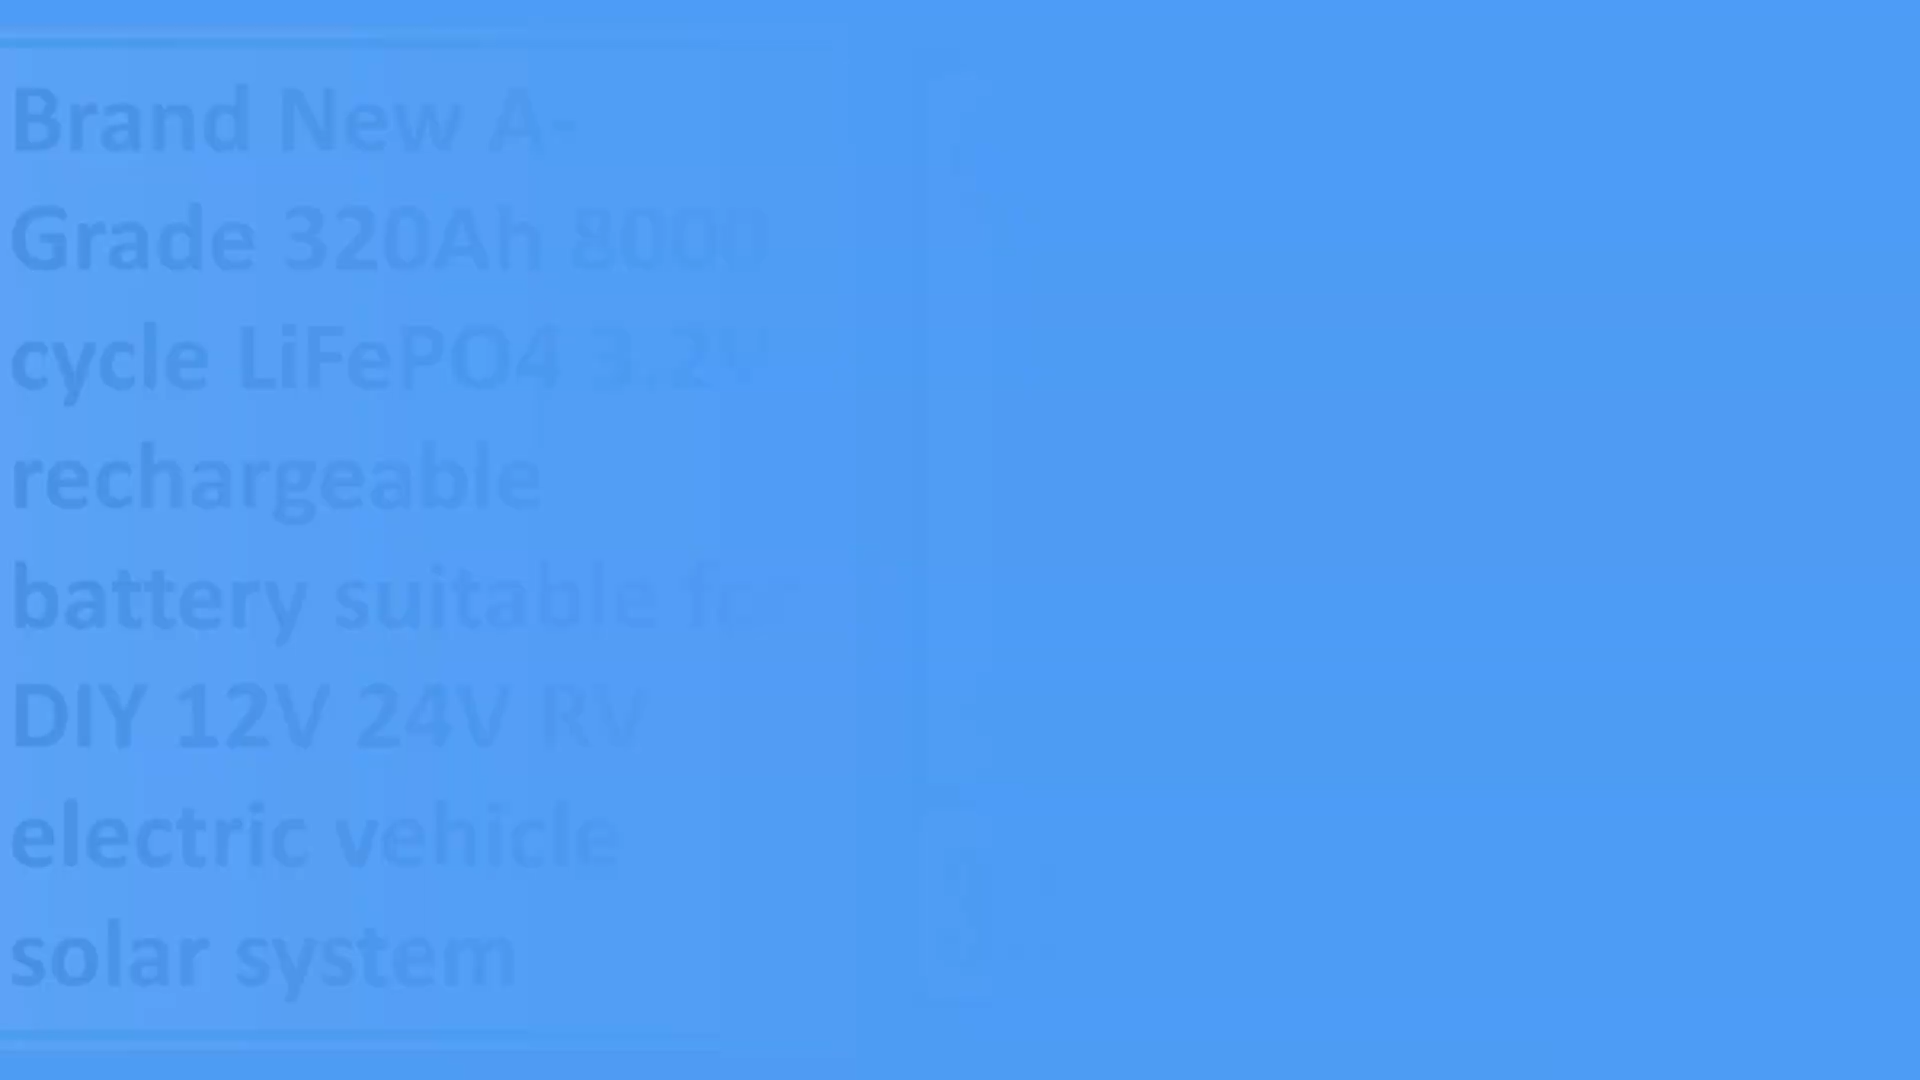 Brand New A-
Grade 320Ah 8000
cycle LiFePO4 3.2V
rechargeable
battery suitable for
DIY 12V 24V RV
electric vehicle
solar system